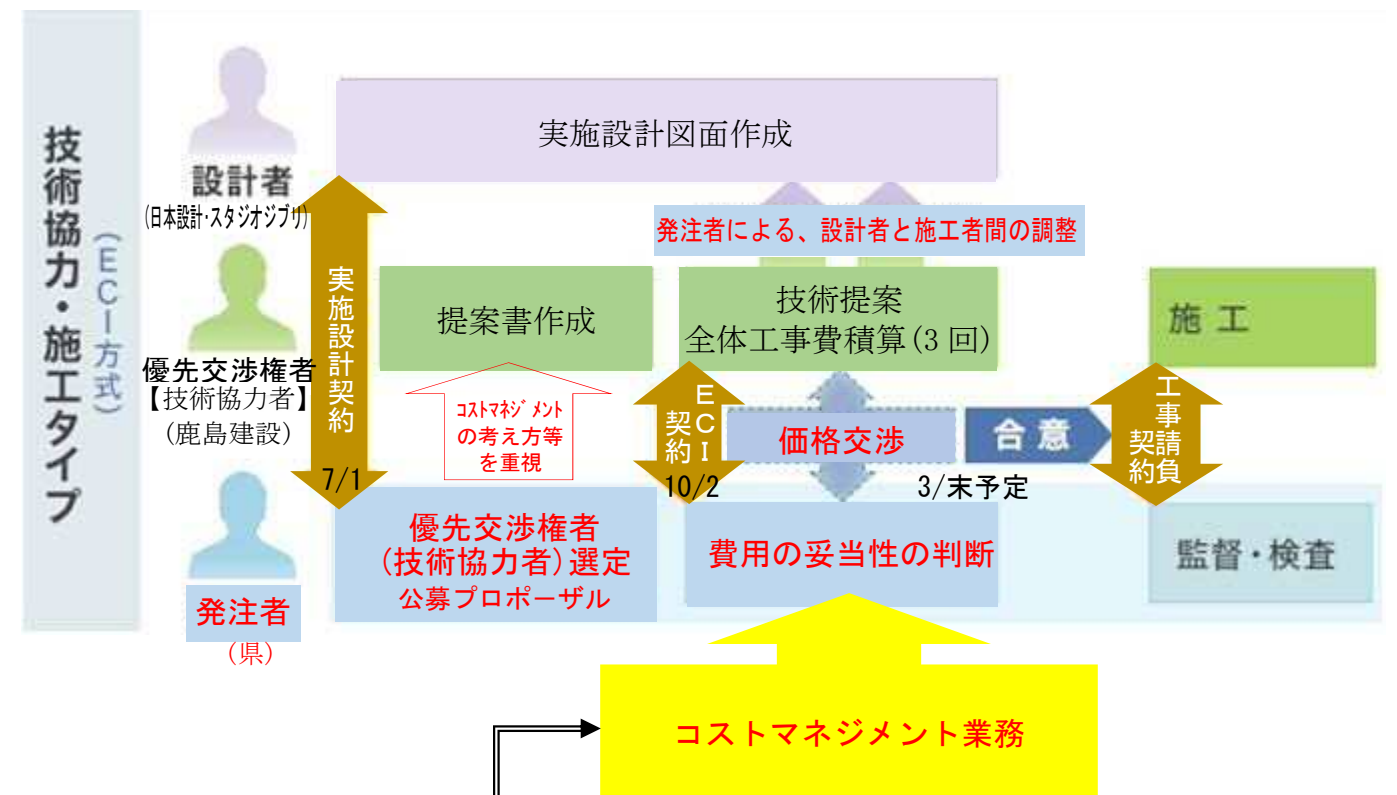 技術協力・施工タイプ
(ECI方式)
設計者
(日本設計・スタジオジブリ)
優先交渉権者
【技術協力者】
(鹿島建設)
発注者
(県)
実施設計図面作成
実施設計契約
7/1
発注者による、設計者と施工者間の調整
提案書作成
技術提案
全体工事費積算(3回)
施工
コストマネジメント
の考え方等
を重視
ECI
契約
10/2
価格交渉
合意
3/末予定
工事請負
契約
優先交渉権者
(技術協力者)選定
公募プロポーザル
費用の妥当性の判断
監督・検査
コストマネジメント業務